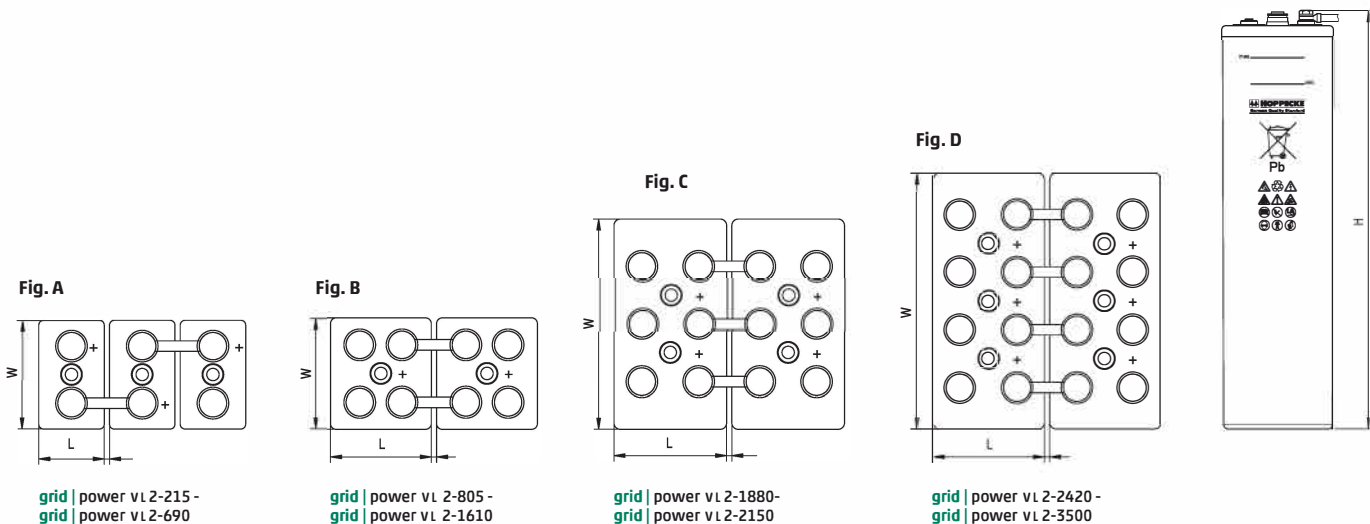 Fig. A
W
L
+
+
+
grid | power VL 2-215 -
grid | power VL 2-690
Fig. B
W
L
+
+
grid | power VL 2-805 -
grid | power VL 2-1610
Fig. C
W
L
+
+
+
+
grid | power VL 2-1880-
grid | power VL 2-2150
Fig. D
W
L
+
+
+
+
+
+
grid | power VL 2-2420 -
grid | power VL 2-3500
HOPPECKE
Pb
H